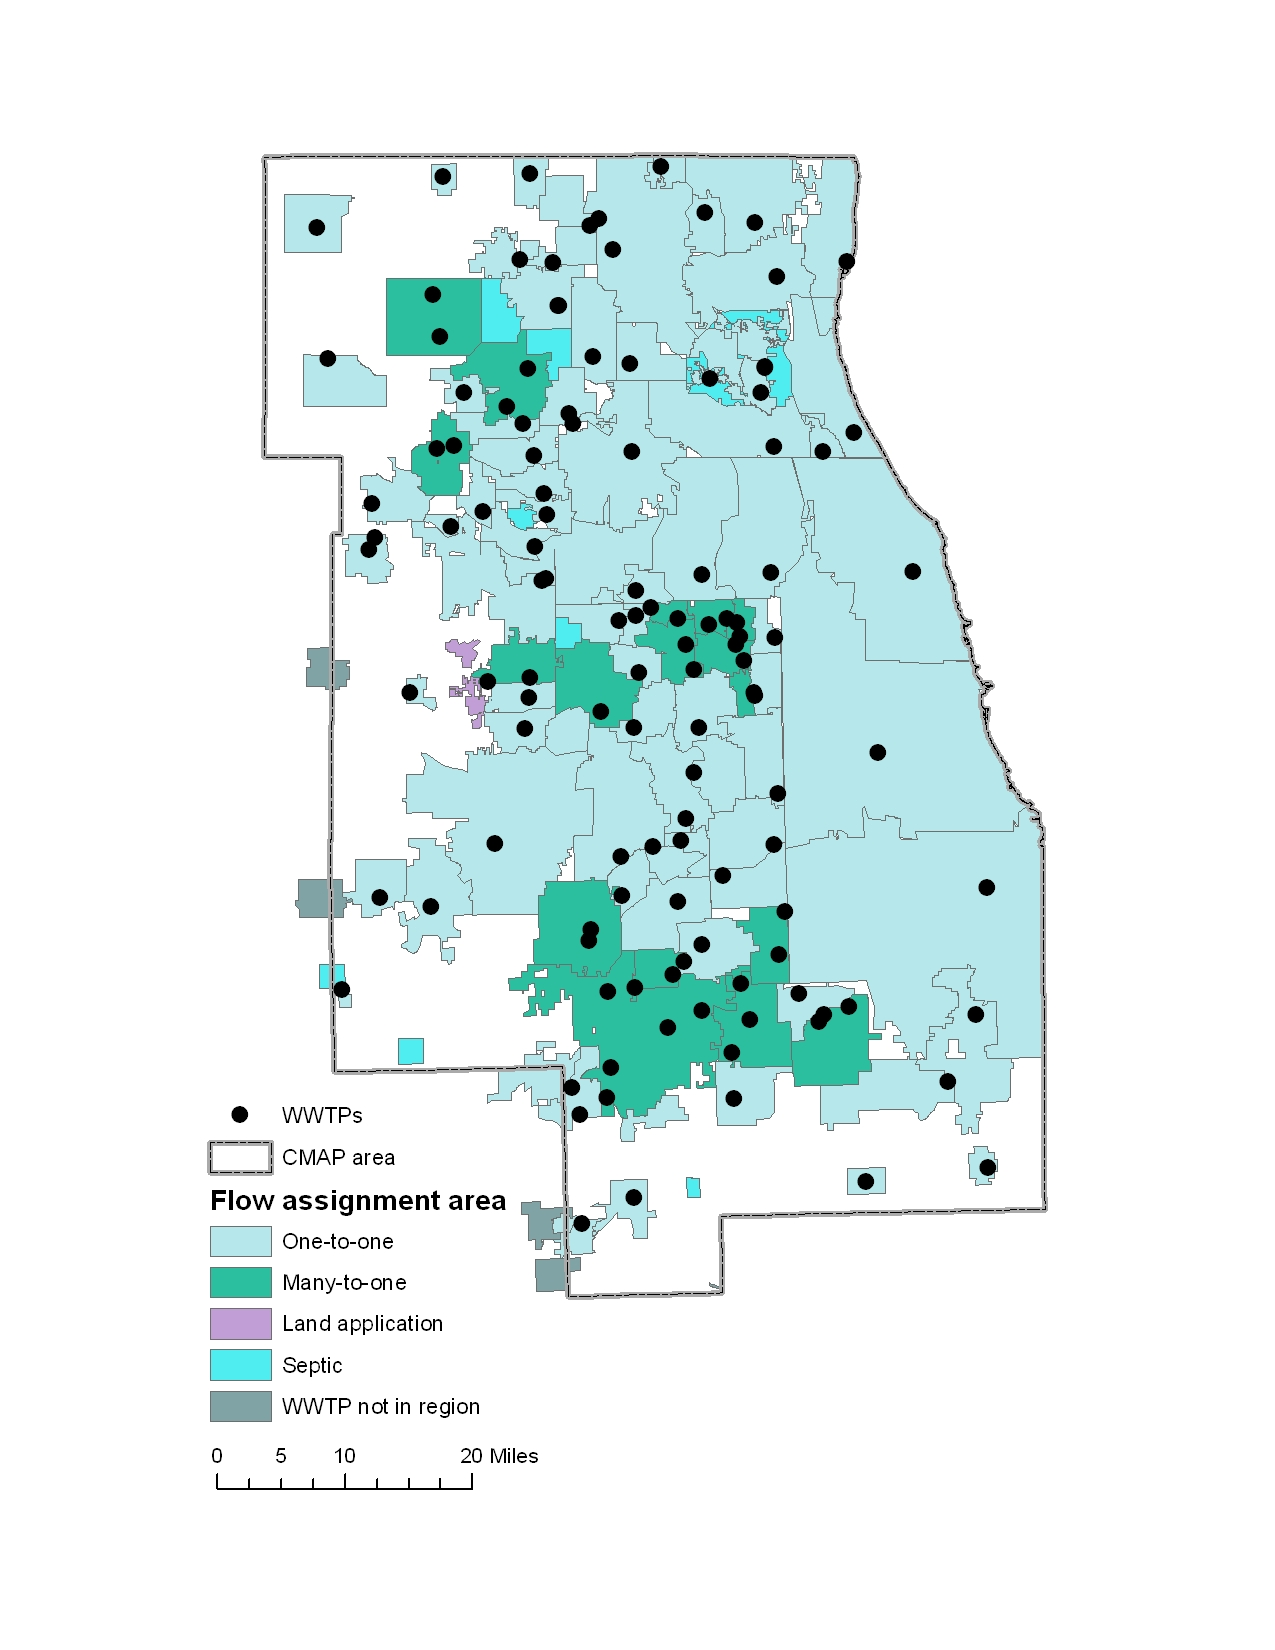 WWTPs
CMAP area
Flow assignment area
One-to-one
Many-to-one
Land application
Septic
WWTP not in region
0 5 10 20 Miles